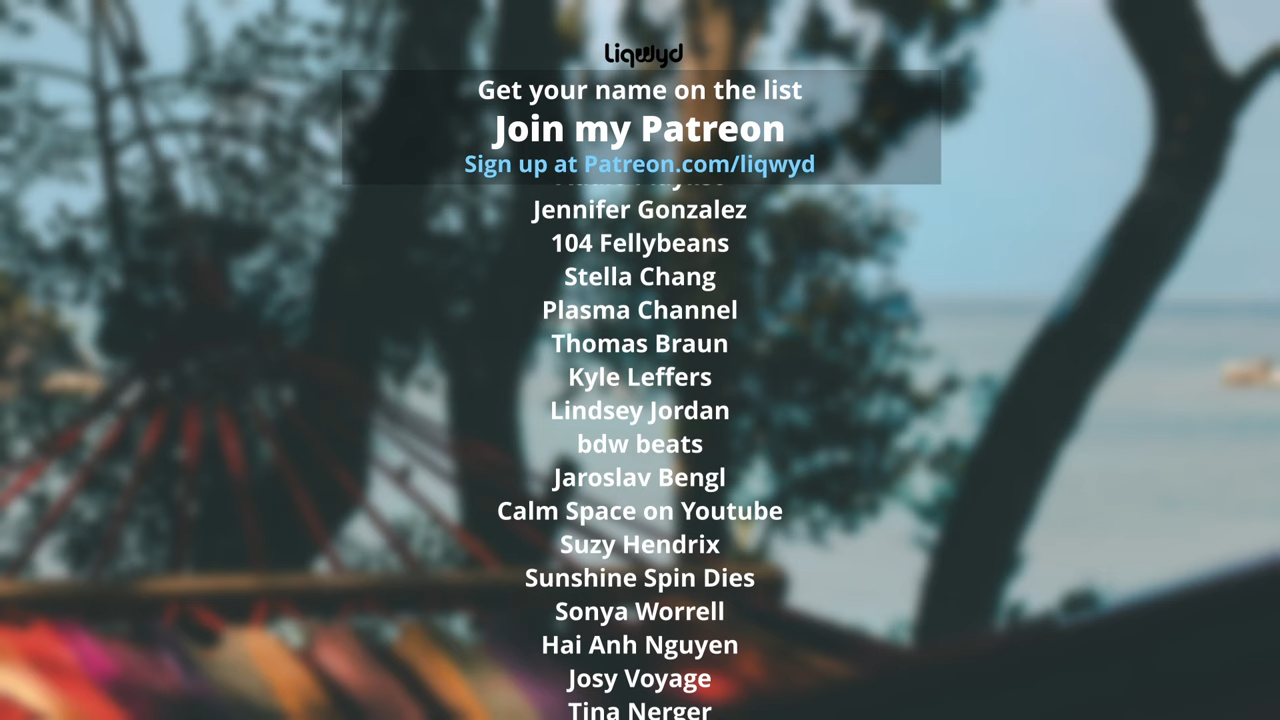 Liqwyd
Get your name on the list
Join my Patreon
Sign up at Patreon.com/liqwyd
Jennifer Gonzalez
104 Fellybeans
Stella Chang
Plasma Channel
Thomas Braun
Kyle Leffers
Lindsey Jordan
bdw beats
Jaroslav Bengl
Calm Space on Youtube
Suzy Hendrix
Sunshine Spin Dies
Sonya Worrell
Hai Anh Nguyen
Josy Voyage
Tina Nerger